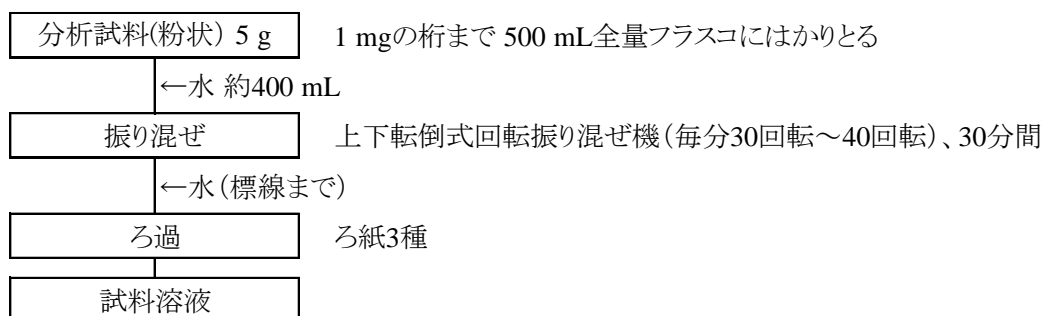 分析試料(粉状) 5 g 1 mgの桁まで 500 mL全量フラスコにはかりとる
←水 約400 mL
振り混ぜ 上下転倒式回転振り混ぜ機(毎分30回転～40回転)、30分間
←水(標線まで)
ろ過 ろ紙3種
試料溶液